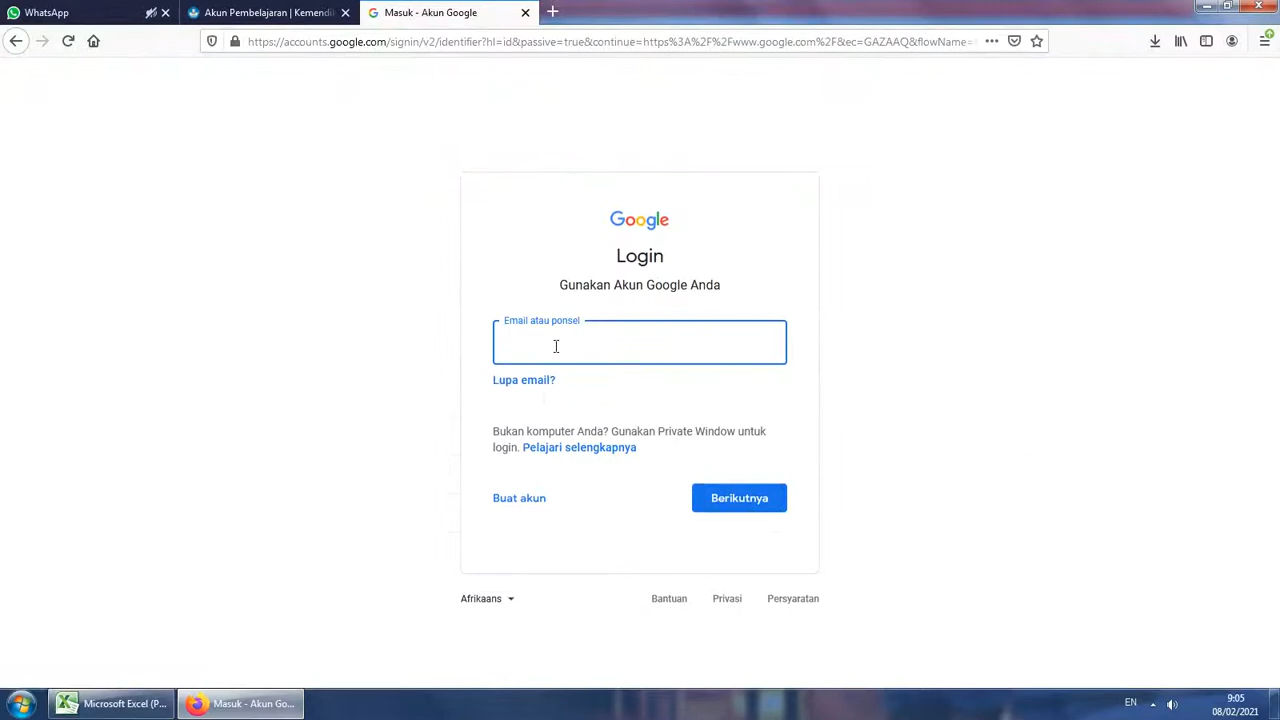 WhatsApp
Akun Pembelajaran | Kemendi
Masuk - Akun Google
https://accounts.google.com/signin/v2/identifier?hl=id&passive=true&continue=https%3A%2F%2Fwww.google.com%2F&ec=GAZAAQ&flowName=
Google
Login
Gunakan Akun Google Anda
Email atau ponsel
Lupa email?
Bukan komputer Anda? Gunakan Private Window untuk
login. Pelajari selengkapnya
Buat akun
Berikutnya
Afrikaans
Bantuan
Privasi
Persyaratan
Microsoft Excel (P...
Masuk - Akun Go...
EN
9:05
08/02/2021